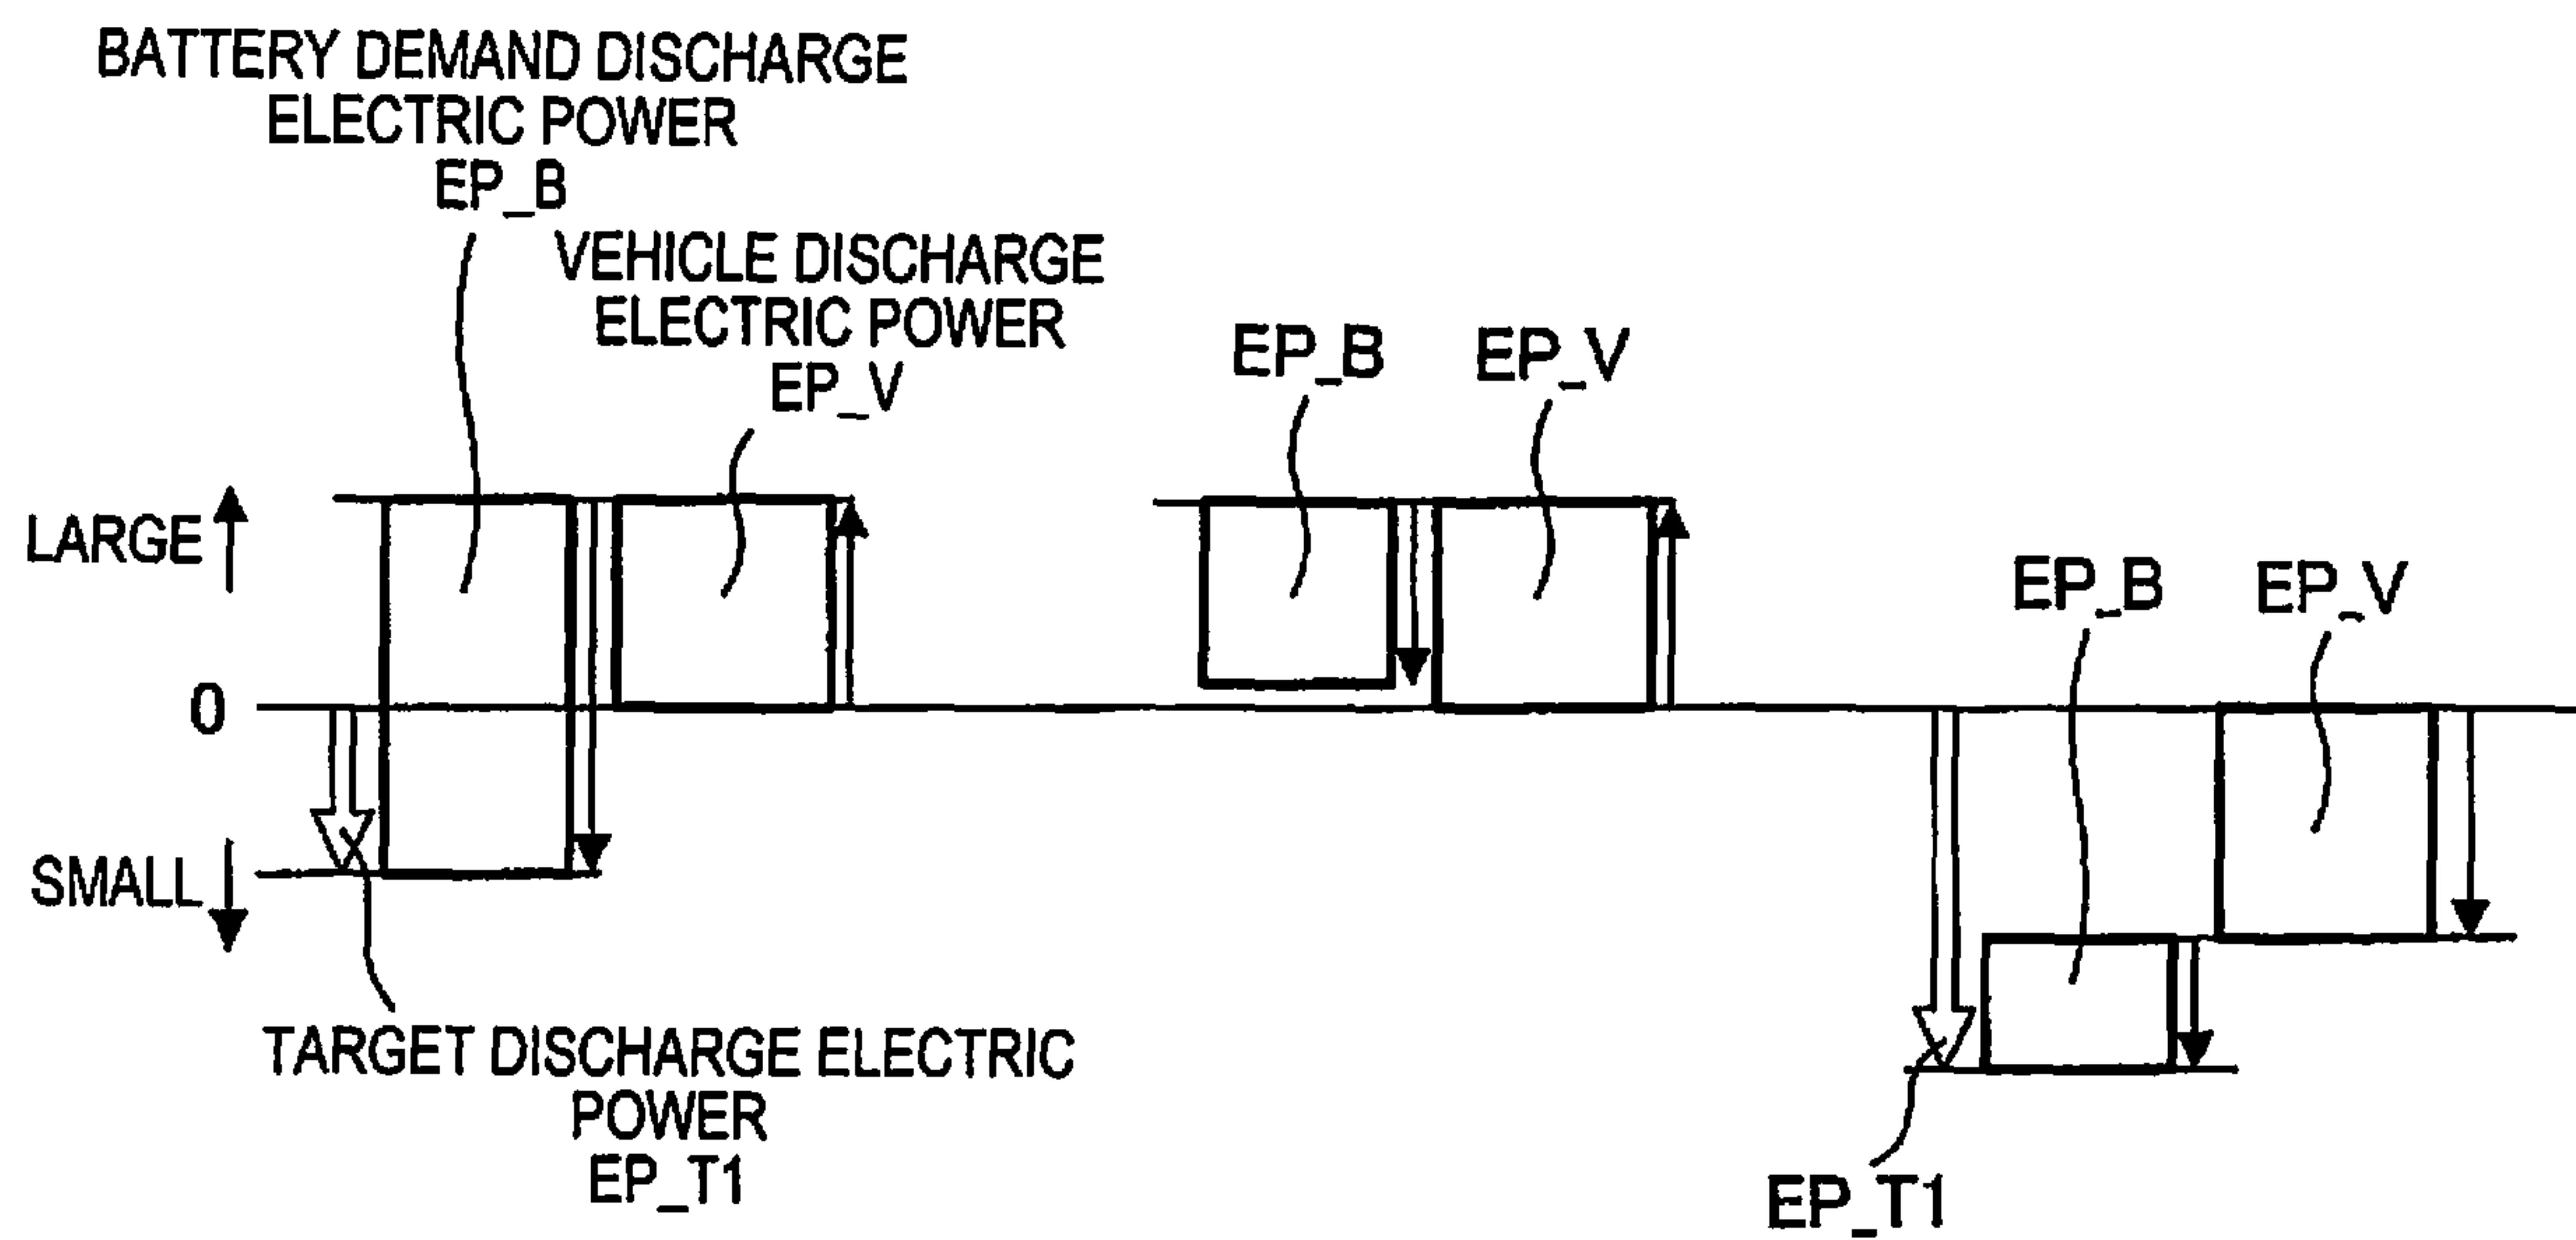 BATTERY DEMAND DISCHARGE
ELECTRIC POWER
EP_B
VEHICLE DISCHARGE
ELECTRIC POWER
EP_V
EP_B
EP_V
LARGE
EP_B
EP_V
0
SMALL
TARGET DISCHARGE ELECTRIC
POWER
EP_T1
EP_T1